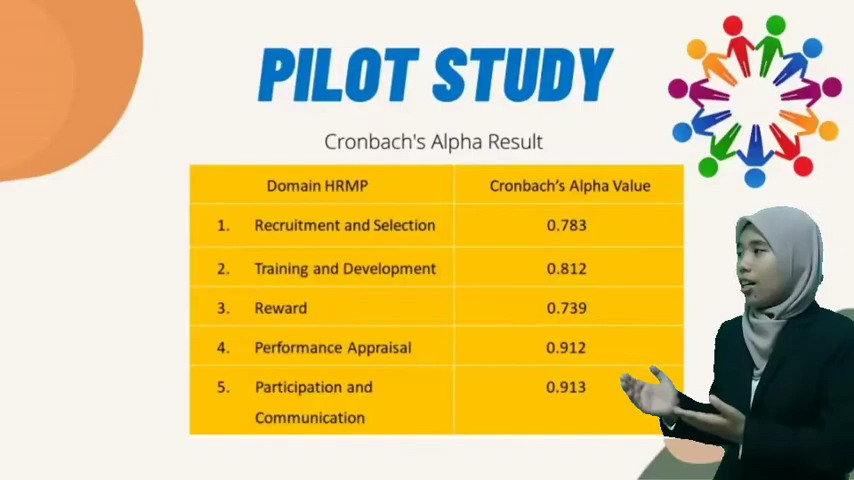 PILOT STUDY
Cronbach's Alpha Result
Domain HRMP Cronbach's Alpha Value
1. Recruitment and Selection 0.783
2. Training and Development 0.812
3. Reward 0.739
4. Performance Appraisal 0.912
5. Participation and 0.913
Communication